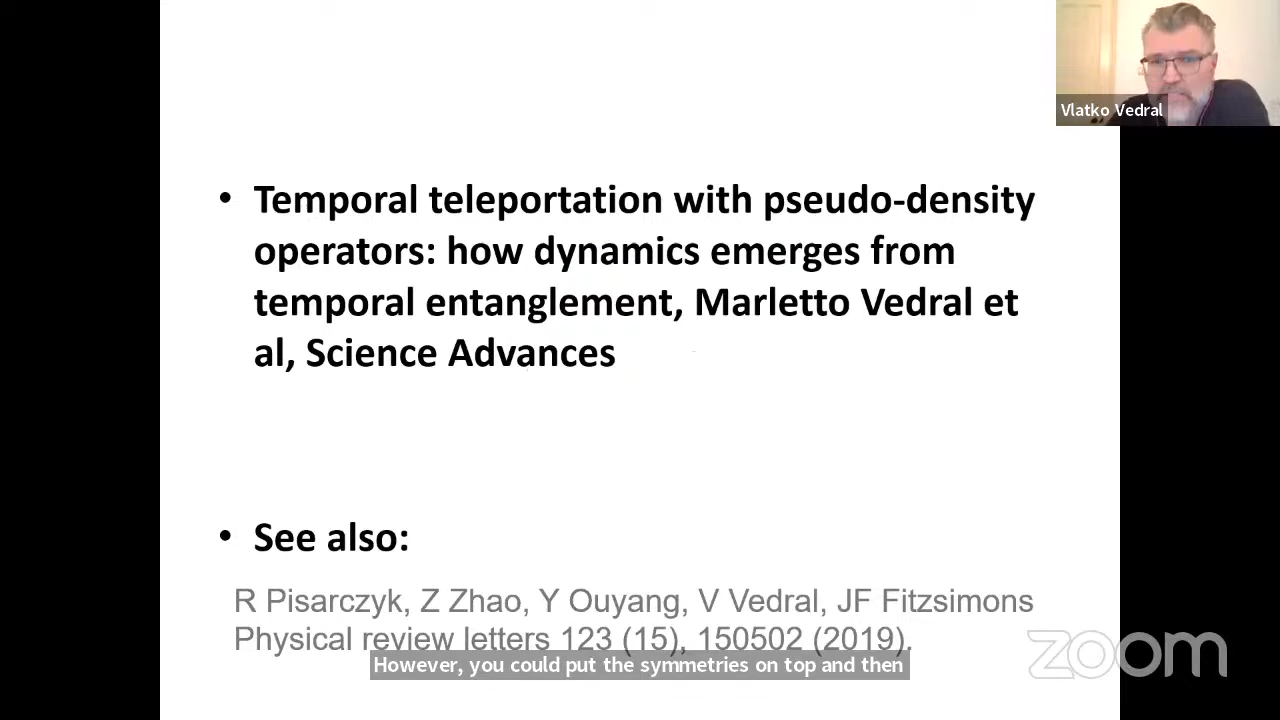 Vlatko Vedral
• Temporal teleportation with pseudo-density
operators: how dynamics emerges from
temporal entanglement, Marletto Vedral et
al, Science Advances
• See also:
R Pisarczyk, Z Zhao, Y Ouyang, V Vedral, JF Fitzsimons
Physical review letters 123 (15), 150502 (2019).
However, you could put the symmetries on top and then
zoom